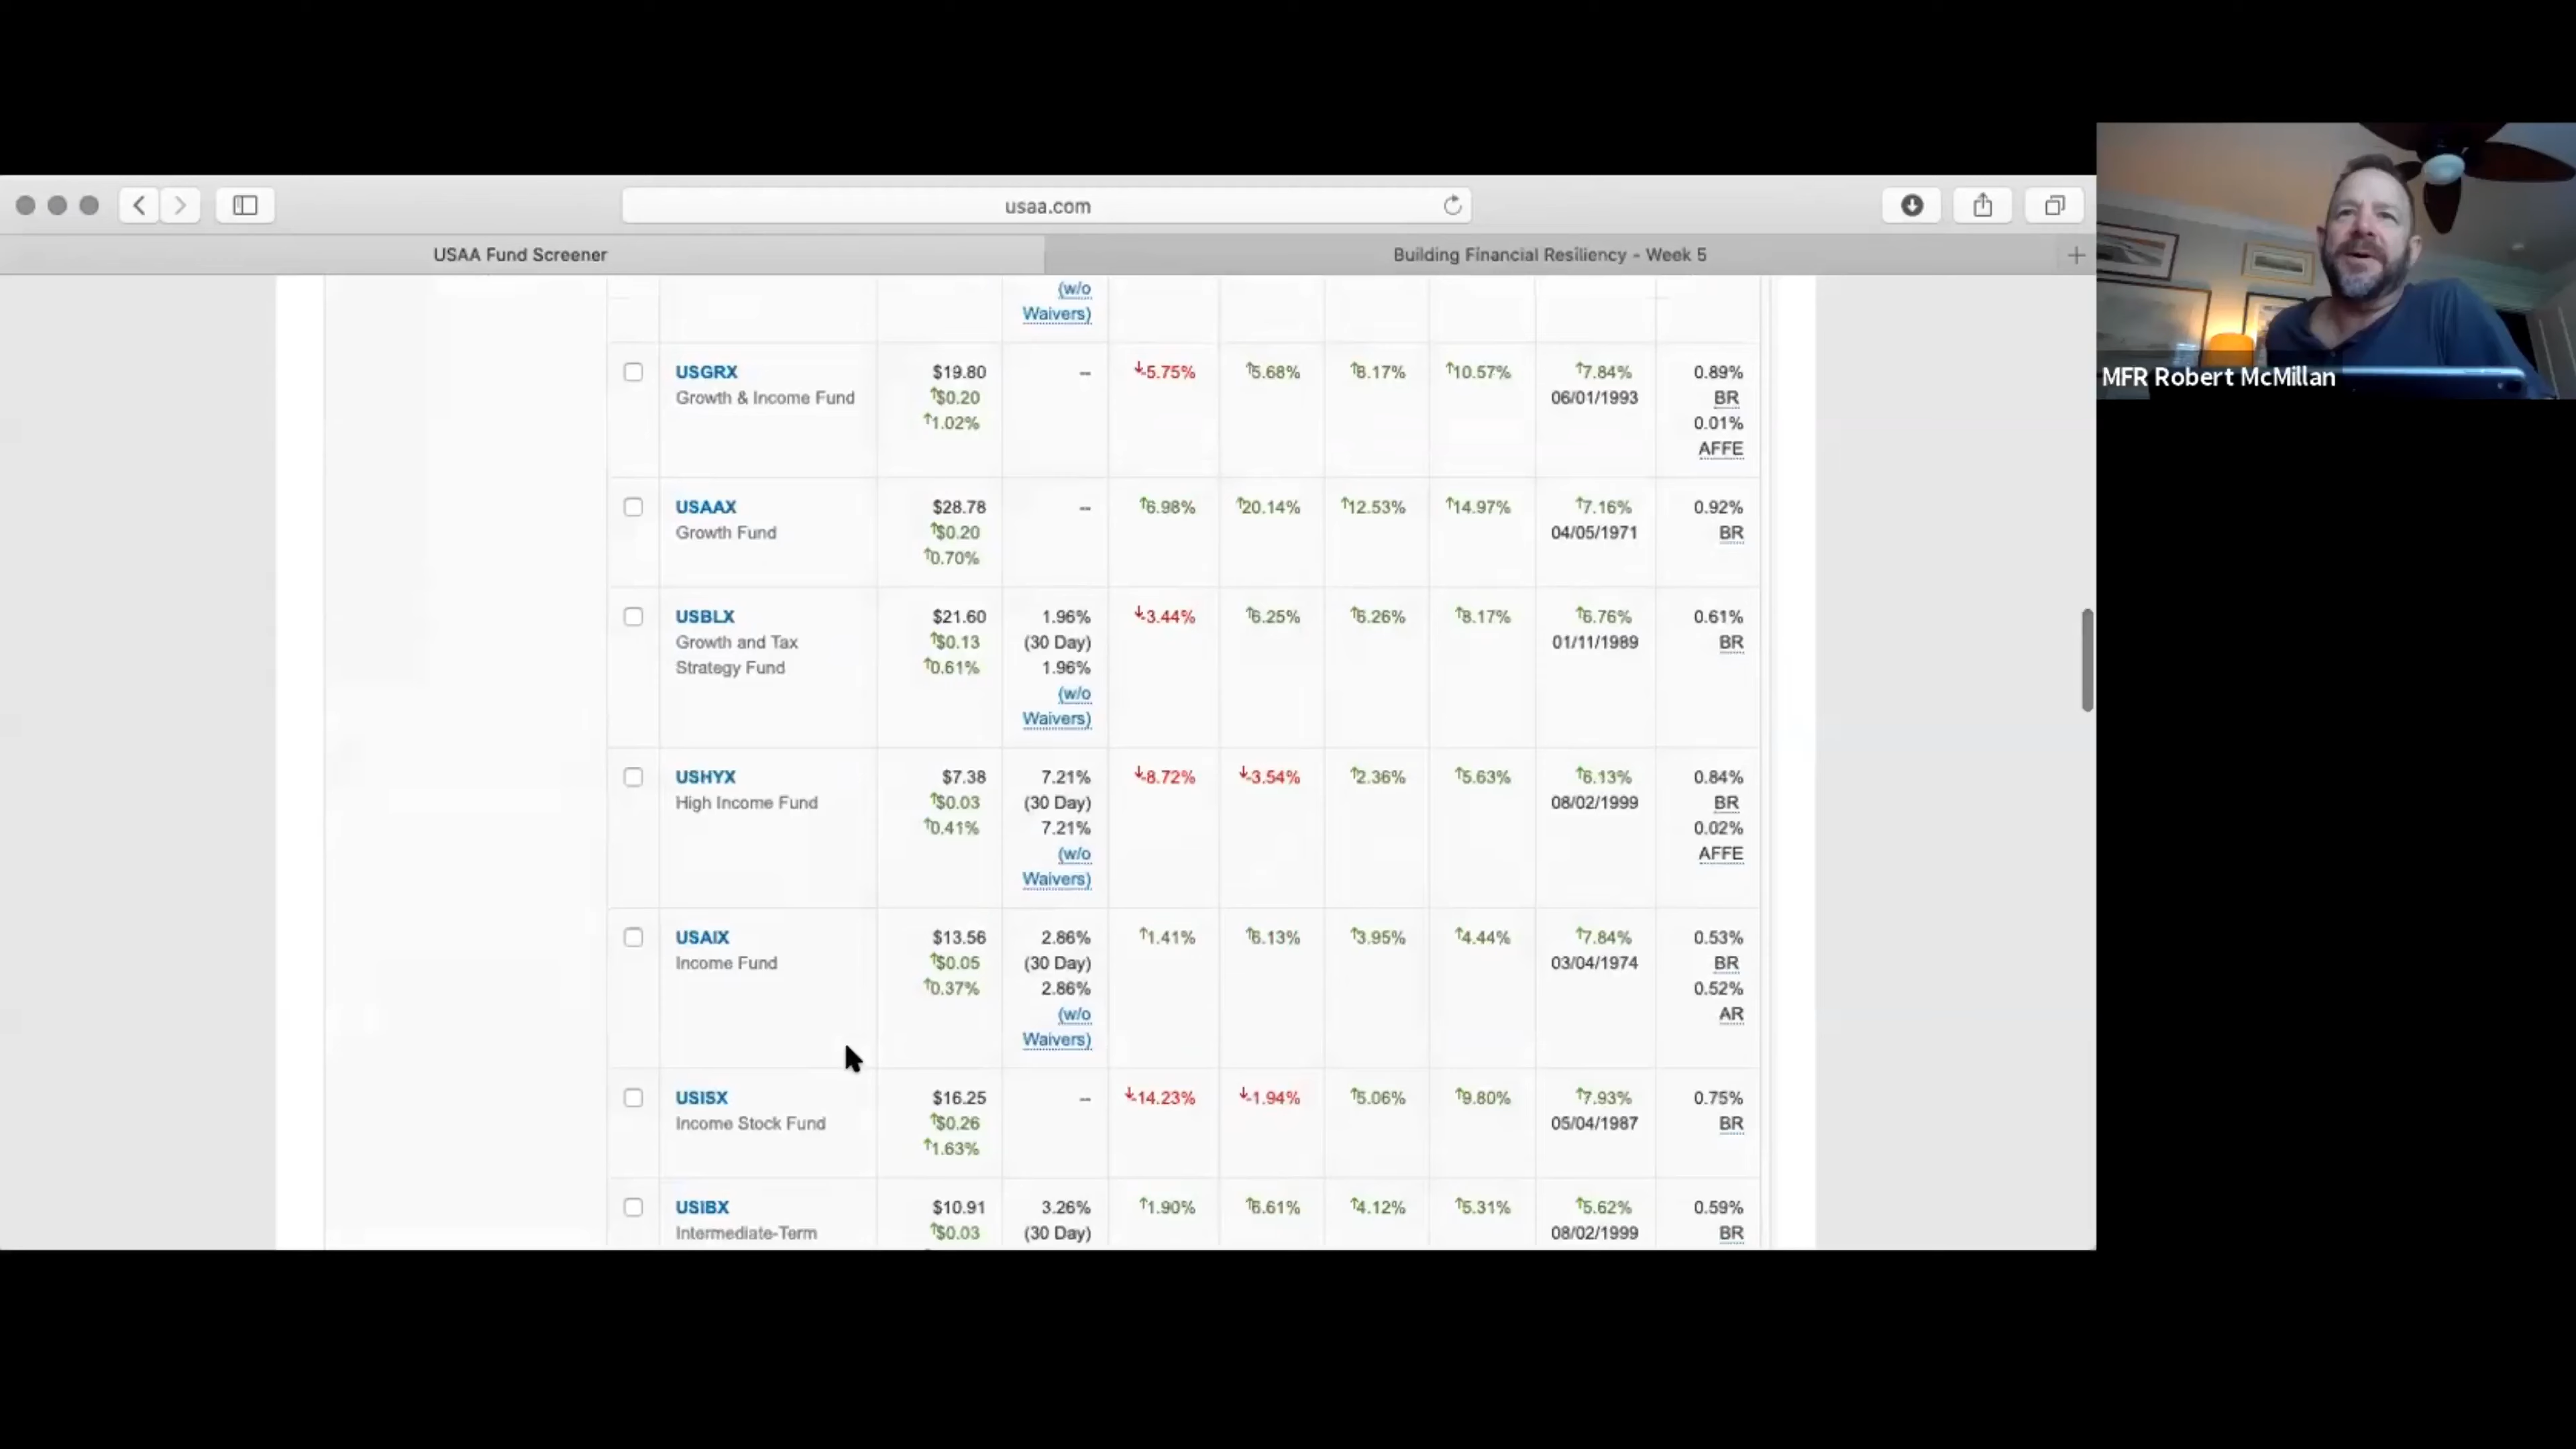 usaa.com
USAA Fund Screener
Building Financial Resiliency - Week 5
MFR Robert McMillan
(w/o
Waivers)
USGRX $19.80 -- -5.75% 5.68% 8.17% 10.57% 7.84% 0.89%
Growth & Income Fund $0.20 06/01/1993 BR
1.02% 0.01%
AFFE
USAAX $28.78 -- 6.98% 20.14% 12.53% 14.97% 7.16% 0.92%
Growth Fund $0.20 04/05/1971 BR
0.70%
USBLX $21.60 1.96% -3.44% 6.25% 6.26% 8.17% 6.76% 0.61%
Growth and Tax $0.13 (30 Day) 01/11/1989 BR
Strategy Fund 0.61% 1.96%
(w/o
Waivers)
USHYX $7.38 7.21% -8.72% -3.54% 2.36% 5.63% 6.13% 0.84%
High Income Fund $0.03 (30 Day) 08/02/1999 BR
0.41% 7.21% 0.02%
(w/o AFFE
Waivers)
USAIX $13.56 2.86% 1.41% 6.13% 3.95% 4.44% 7.84% 0.53%
Income Fund $0.05 (30 Day) 03/04/1974 BR
0.37% 2.86% 0.52%
(w/o AR
Waivers)
USISX $16.25 -- -14.23% -1.94% 5.06% 9.80% 7.93% 0.75%
Income Stock Fund $0.26 05/04/1987 BR
1.63%
USIBX $10.91 3.26% 1.90% 6.61% 4.12% 5.31% 5.62% 0.59%
Intermediate-Term $0.03 (30 Day) 08/02/1999 BR